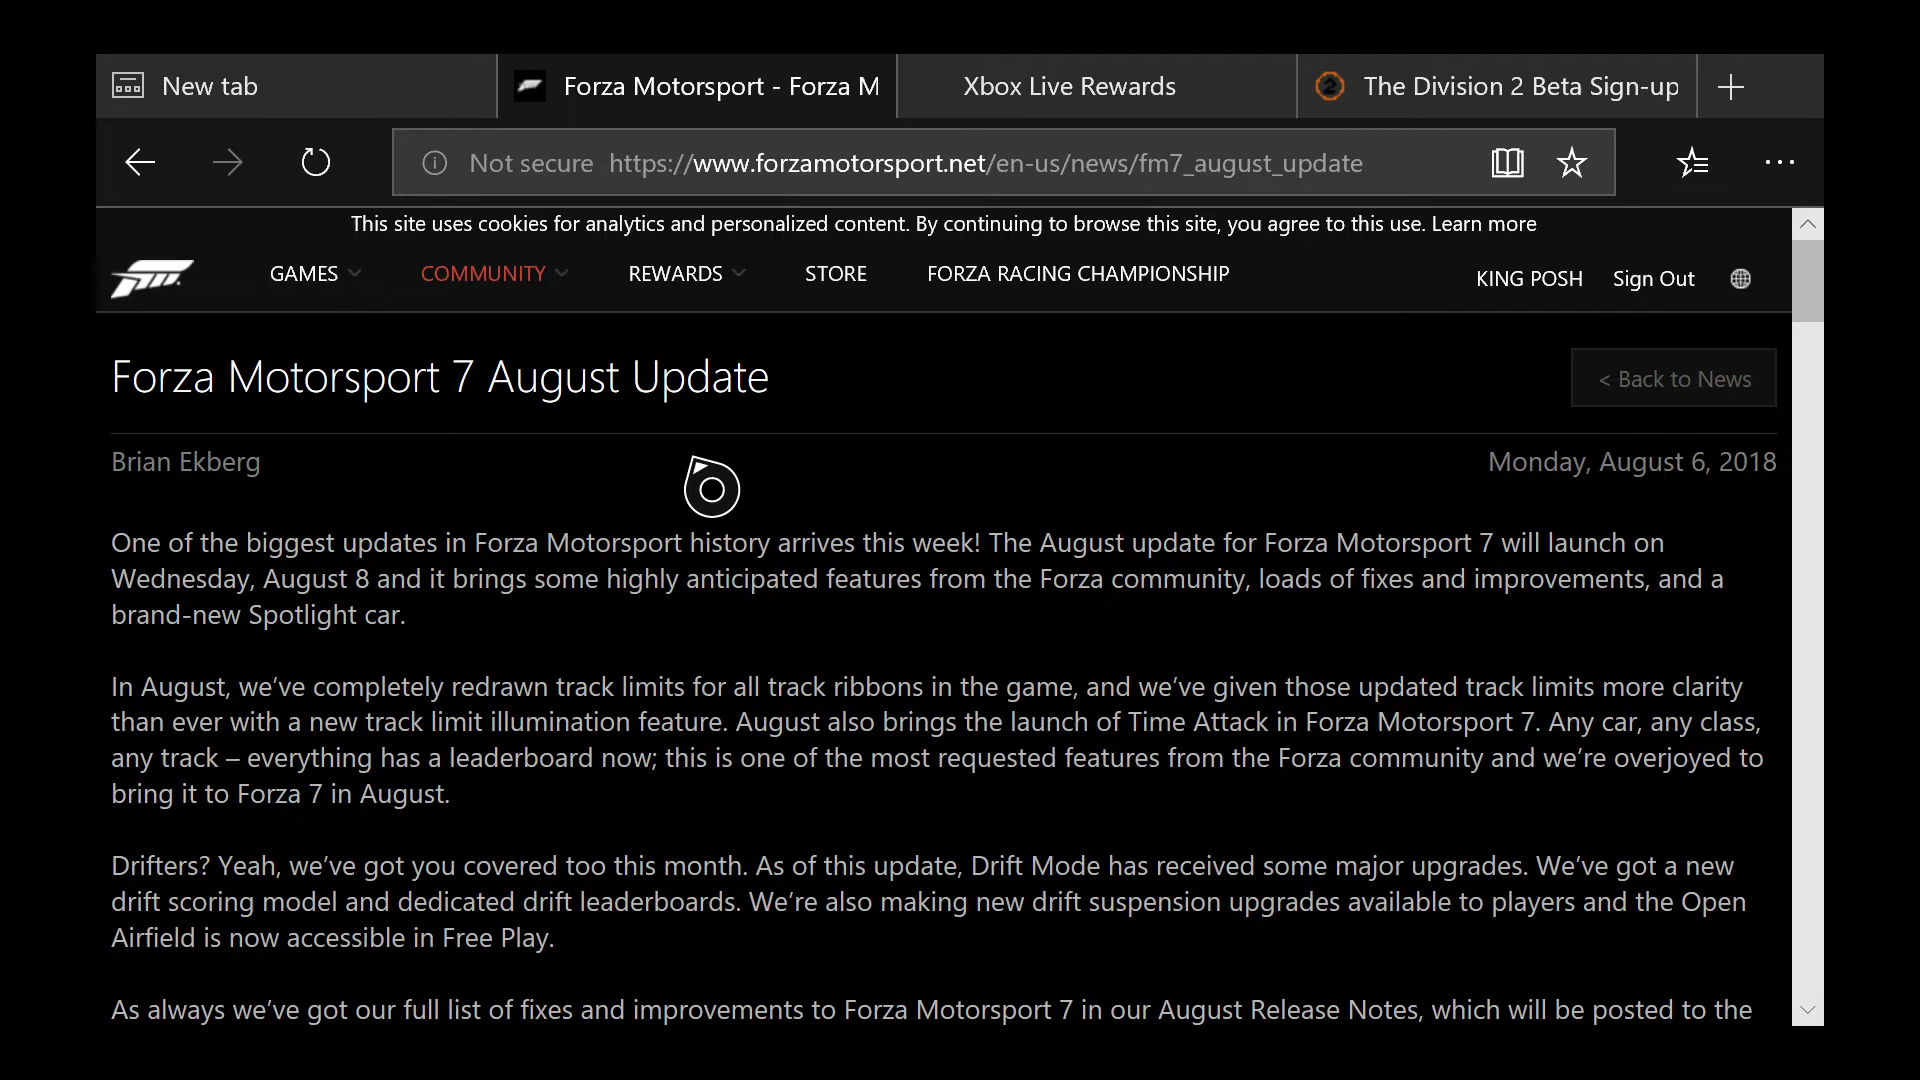 New tab
Forza Motorsport - Forza M
Xbox Live Rewards
The Division 2 Beta Sign-up
Not secure https://www.forzamotorsport.net/en-us/news/fm7_august_update
This site uses cookies for analytics and personalized content. By continuing to browse this site, you agree to this use. Learn more
GAMES COMMUNITY REWARDS STORE FORZA RACING CHAMPIONSHIP KING POSH Sign Out
Forza Motorsport 7 August Update
< Back to News
Brian Ekberg
Monday, August 6, 2018
One of the biggest updates in Forza Motorsport history arrives this week! The August update for Forza Motorsport 7 will launch on
Wednesday, August 8 and it brings some highly anticipated features from the Forza community, loads of fixes and improvements, and a
brand-new Spotlight car.
In August, we’ve completely redrawn track limits for all track ribbons in the game, and we’ve given those updated track limits more clarity
than ever with a new track limit illumination feature. August also brings the launch of Time Attack in Forza Motorsport 7. Any car, any class,
any track – everything has a leaderboard now; this is one of the most requested features from the Forza community and we’re overjoyed to
bring it to Forza 7 in August.
Drifters? Yeah, we’ve got you covered too this month. As of this update, Drift Mode has received some major upgrades. We’ve got a new
drift scoring model and dedicated drift leaderboards. We’re also making new drift suspension upgrades available to players and the Open
Airfield is now accessible in Free Play.
As always we’ve got our full list of fixes and improvements to Forza Motorsport 7 in our August Release Notes, which will be posted to the